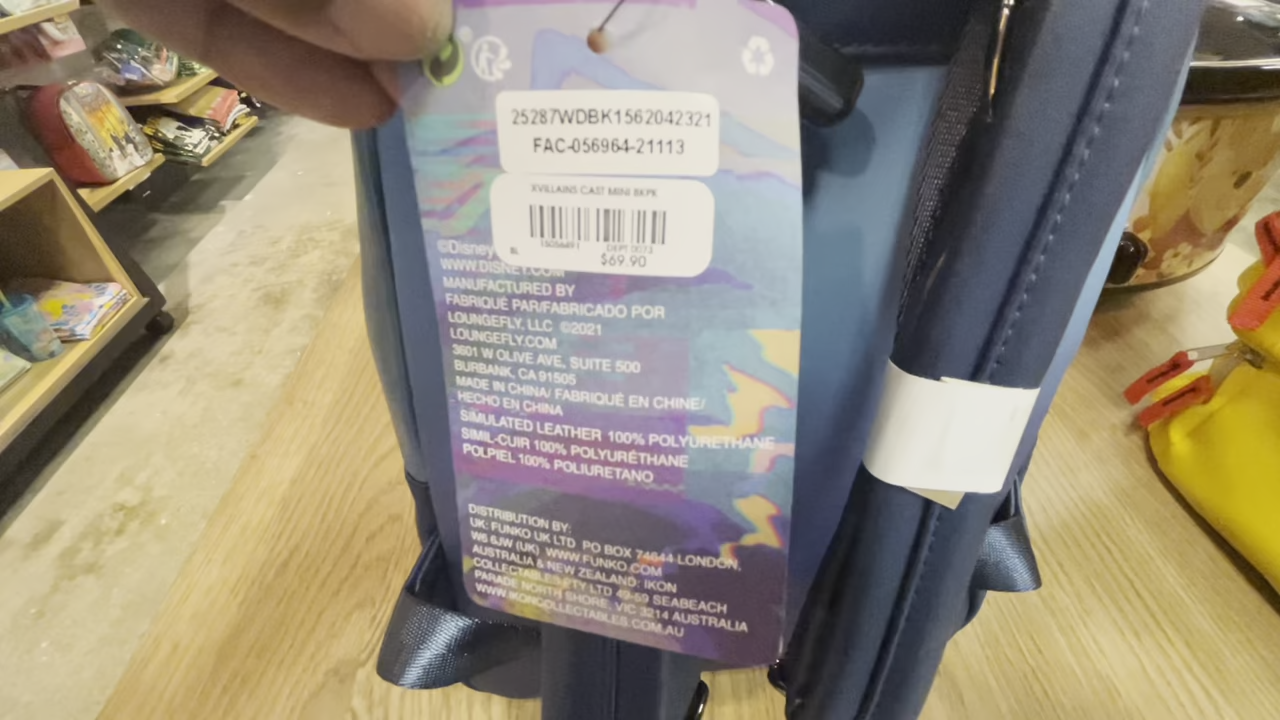 25287WDBK1562042321
FAC-056964-21113
XVILLAINS CAST MINI BKPK
15056491 DEPT 0073
$69.90
©Disney
WWW.DISNEY.COM
MANUFACTURED BY
FABRIQUÉ PAR/FABRICADO POR
LOUNGEFLY, LLC ©2021
LOUNGEFLY.COM
3601 W OLIVE AVE, SUITE 500
BURBANK, CA 91505
MADE IN CHINA/ FABRIQUÉ EN CHINE/
HECHO EN CHINA
SIMULATED LEATHER 100% POLYURETHANE
SIMIL-CUIR 100% POLYURÉTHANE
POLPIEL 100% POLIURETANO
DISTRIBUTION BY:
UK: FUNKO UK LTD PO BOX 74644 LONDON,
W6 6JW (UK) WWW.FUNKO.COM
AUSTRALIA & NEW ZEALAND: IKON
COLLECTABLES PTY LTD 49-59 SEABEACH
PARADE NORTH SHORE, VIC 3214 AUSTRALIA
WWW.IKONCOLLECTABLES.COM.AU